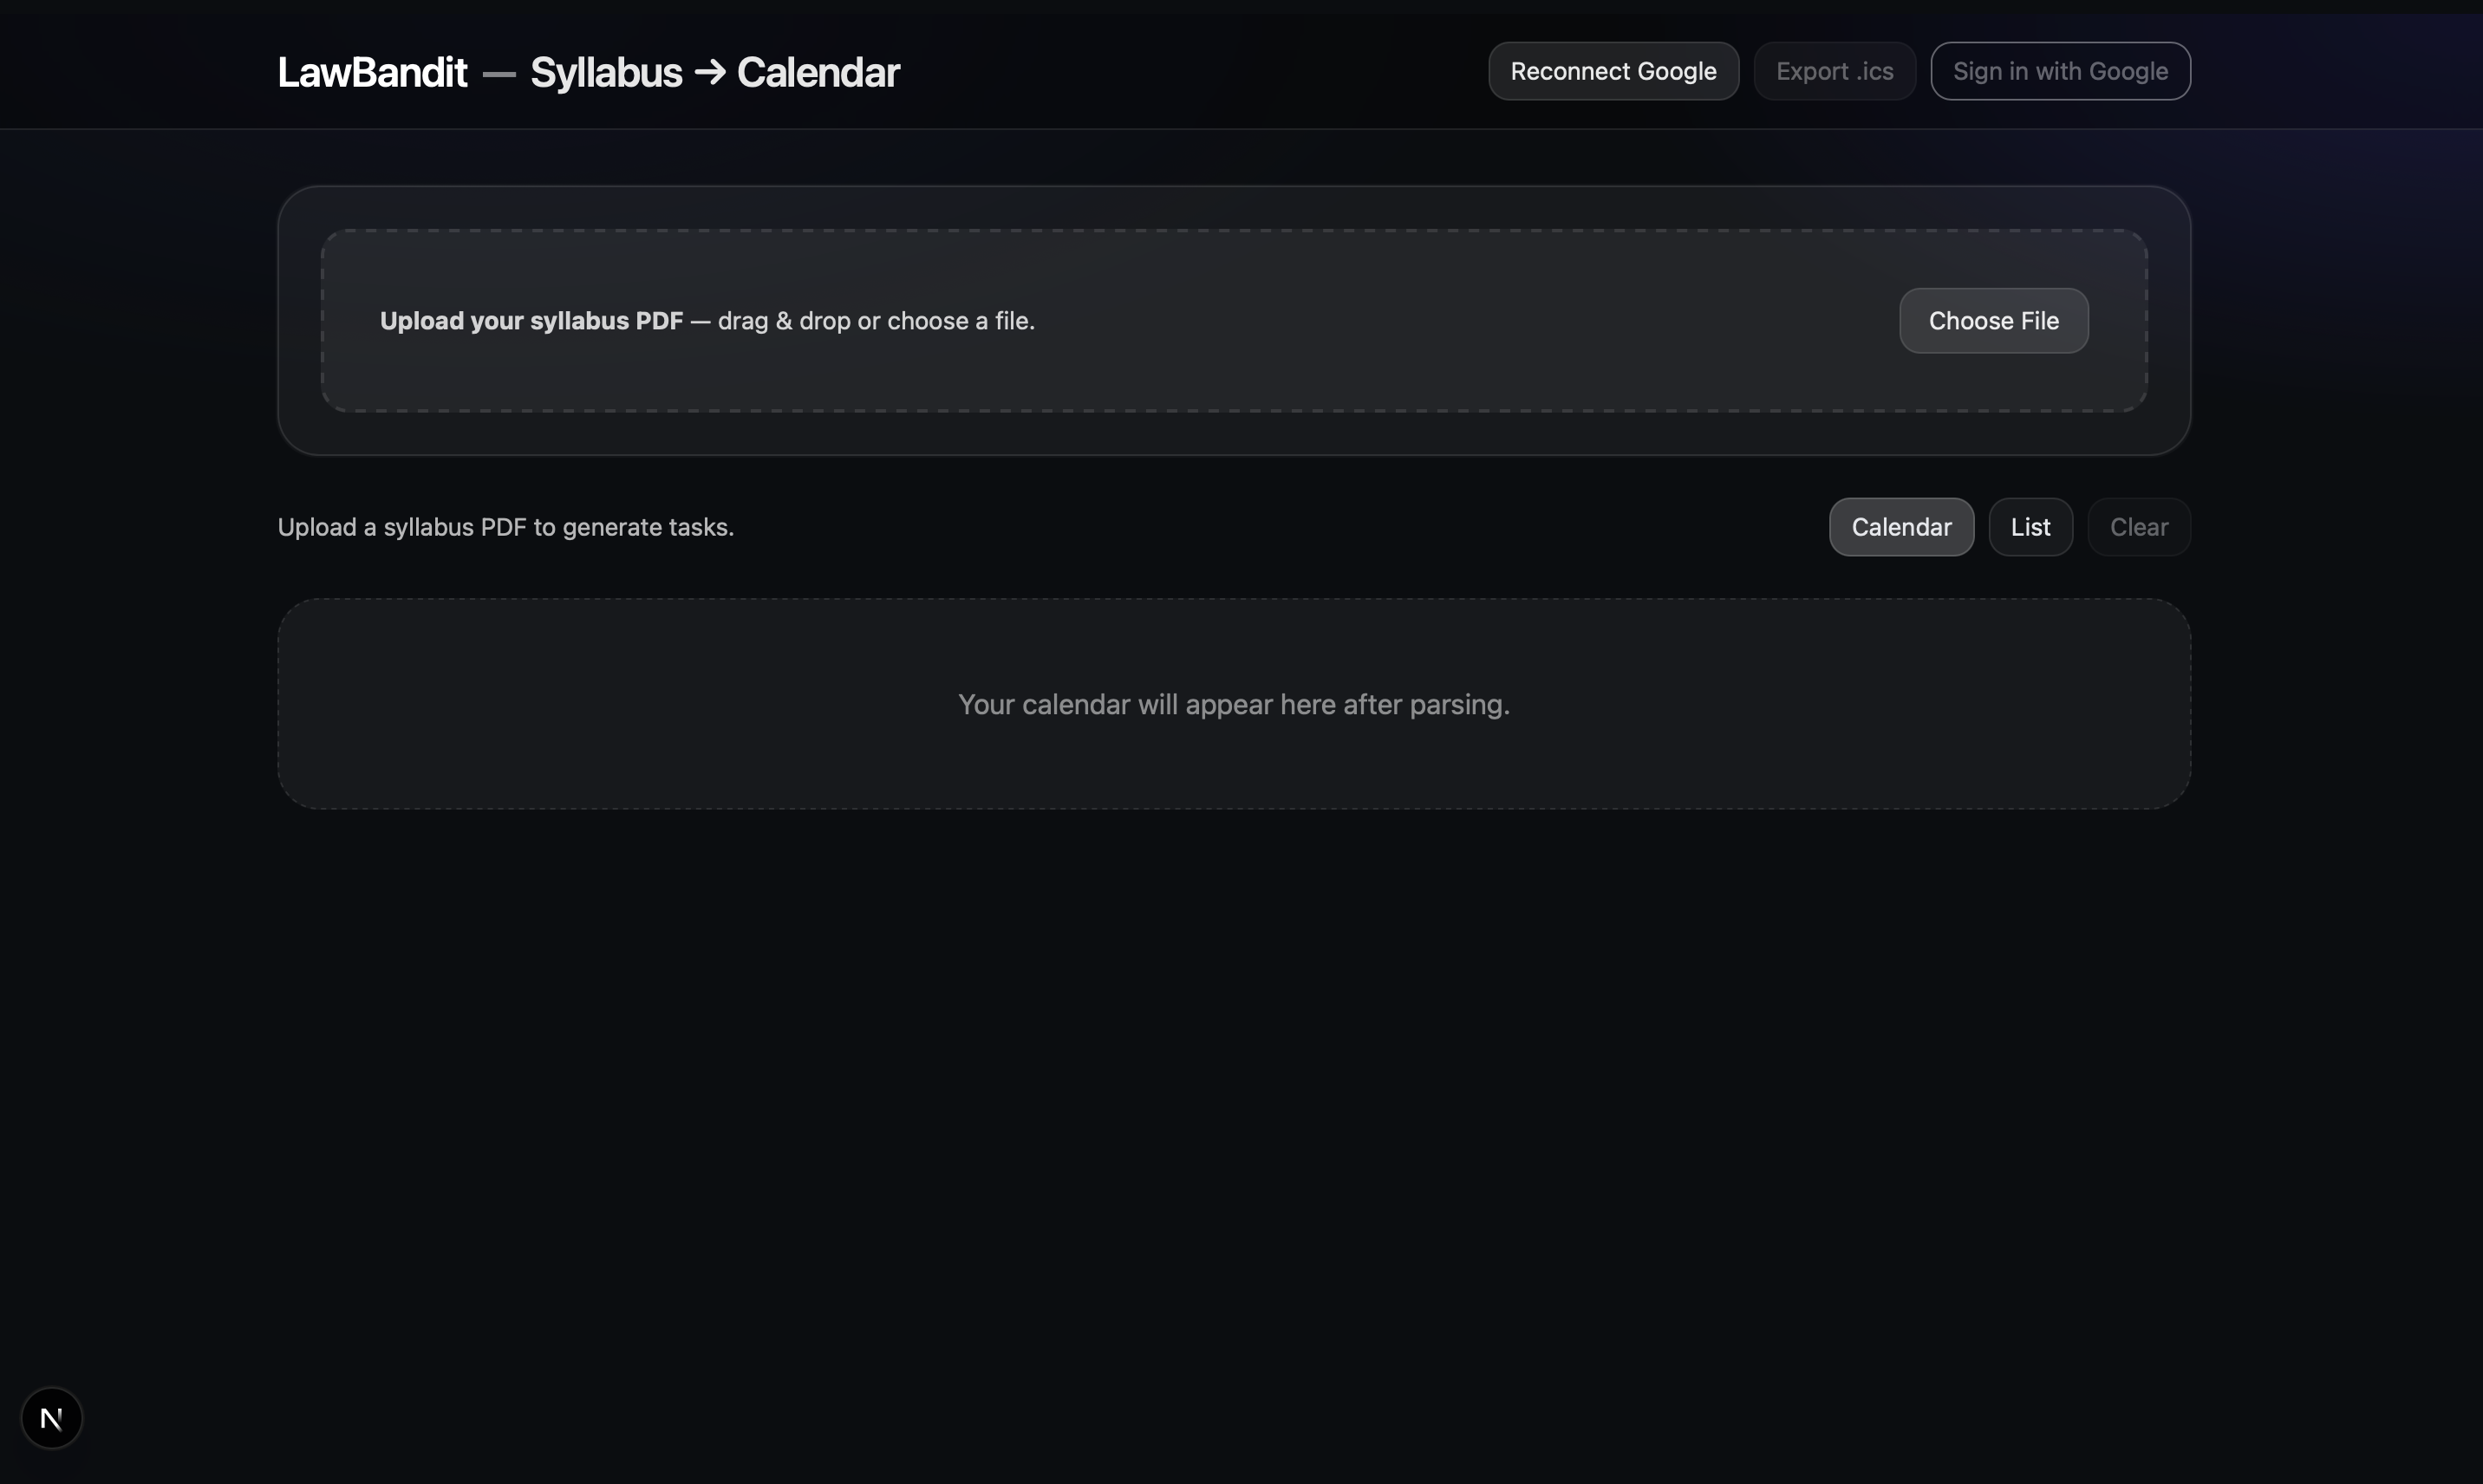 LawBandit — Syllabus → Calendar
Reconnect Google
Export .ics
Sign in with Google
Upload your syllabus PDF — drag & drop or choose a file.
Choose File
Upload a syllabus PDF to generate tasks.
Calendar
List
Clear
Your calendar will appear here after parsing.
N